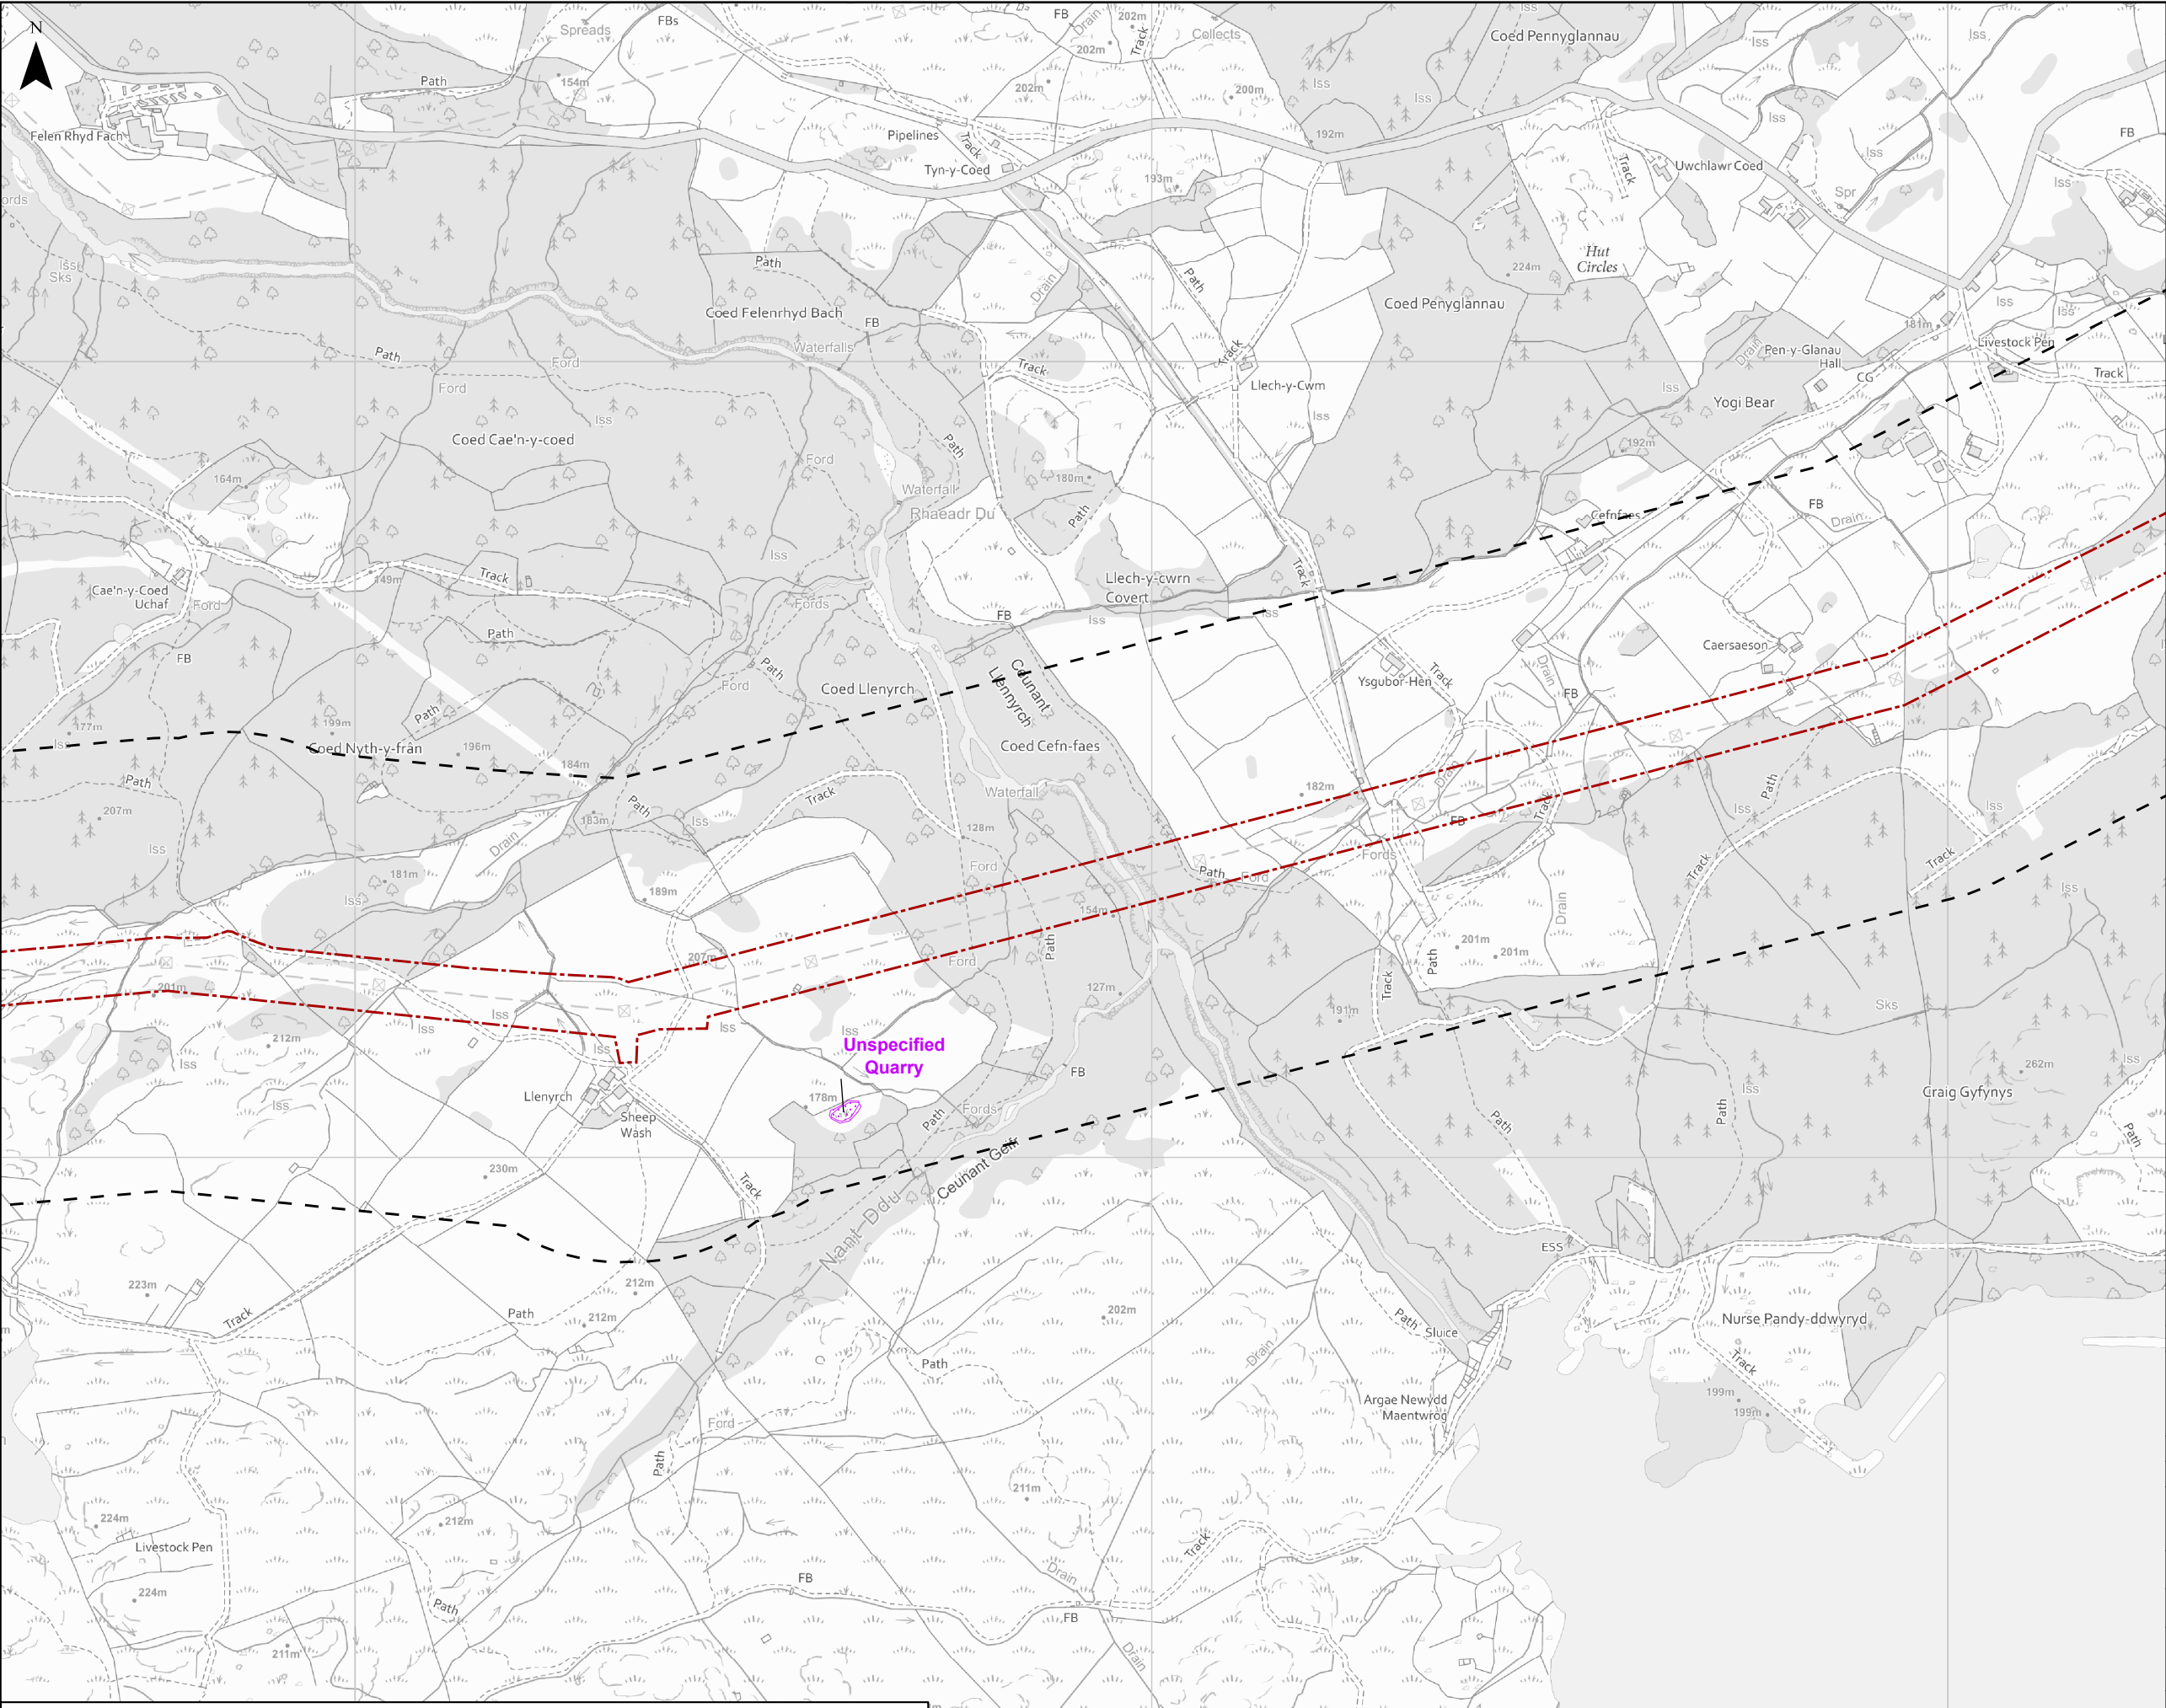 N
Spreads
FBs
FB
Drain
202m
202m
Track
Collects
Iss
Coed Pennyglannau
Iss
Iss
Path
154m
202m
200m
Iss
Iss
Iss
Felen Rhyd Fach
Pipelines
Track
Tyn-y-Coed
193m
192m
Track
Uwchlawr Coed
Iss
FB
Spr
Iss
ords
Iss
Sks
Path
Drain
Path
Hut
Circles
224m
Coed Felenrhyd Bach
FB
Coed Penyglannau
Iss
Iss
181m
Waterfalls
Path
Ford
Ford
Track
Track
Llech-y-Cwm
Drain
Pen-y-Glanau
Hall
Livestock Pen
CG
Track
Iss
Yogi Bear
Iss
Iss
Coed Cae'n-y-coed
Path
Ford
192m
164m
180m
Waterfall
Rhaeadr Du
Path
Cefnfaes
FB
Drain
Iss
149m
Track
Cae'n-y-Coed
Uchaf
Ford
Fords
Llech-y-cwrn
Covert
Track
FB
Iss
Iss
Path
FB
Path
Ford
Coed Llenyrch
Ceunant
Llennyrch
Ysgubor-Hen
Track
Drain
FB
Caersaeson
Path
177m
Iss
199m
Coed Nyth-y-frân
196m
184m
Coed Cefn-faes
Path
207m
Iss
183m
Path
Iss
Track
Waterfall
128m
182m
Drain
FB
Track
Path
Iss
Iss
Drain
181m
Iss
189m
Ford
Fords
Path
Ford
Track
Track
Iss
154m
Drain
207m
Ford
Path
201m
201m
Path
201m
127m
Track
191m
Sks
212m
Iss
Iss
Iss
Iss
Iss
Iss
Unspecified
Quarry
262m
Iss
Iss
Craig Gyfynys
Iss
Llenyrch
Sheep
Wash
178m
Path
Fords
FB
Path
Path
Path
230m
Track
Ceunant Geifr
Nant Ddu
ESS
223m
212m
Track
Path
212m
202m
Path
Sluice
Nurse Pandy-ddwyryd
Drain
Track
Path
Argae Newydd
Maentwrog
199m
199m
Ford
Path
211m
224m
212m
Livestock Pen
Track
224m
Path
FB
Drain
FB
Drain
211m